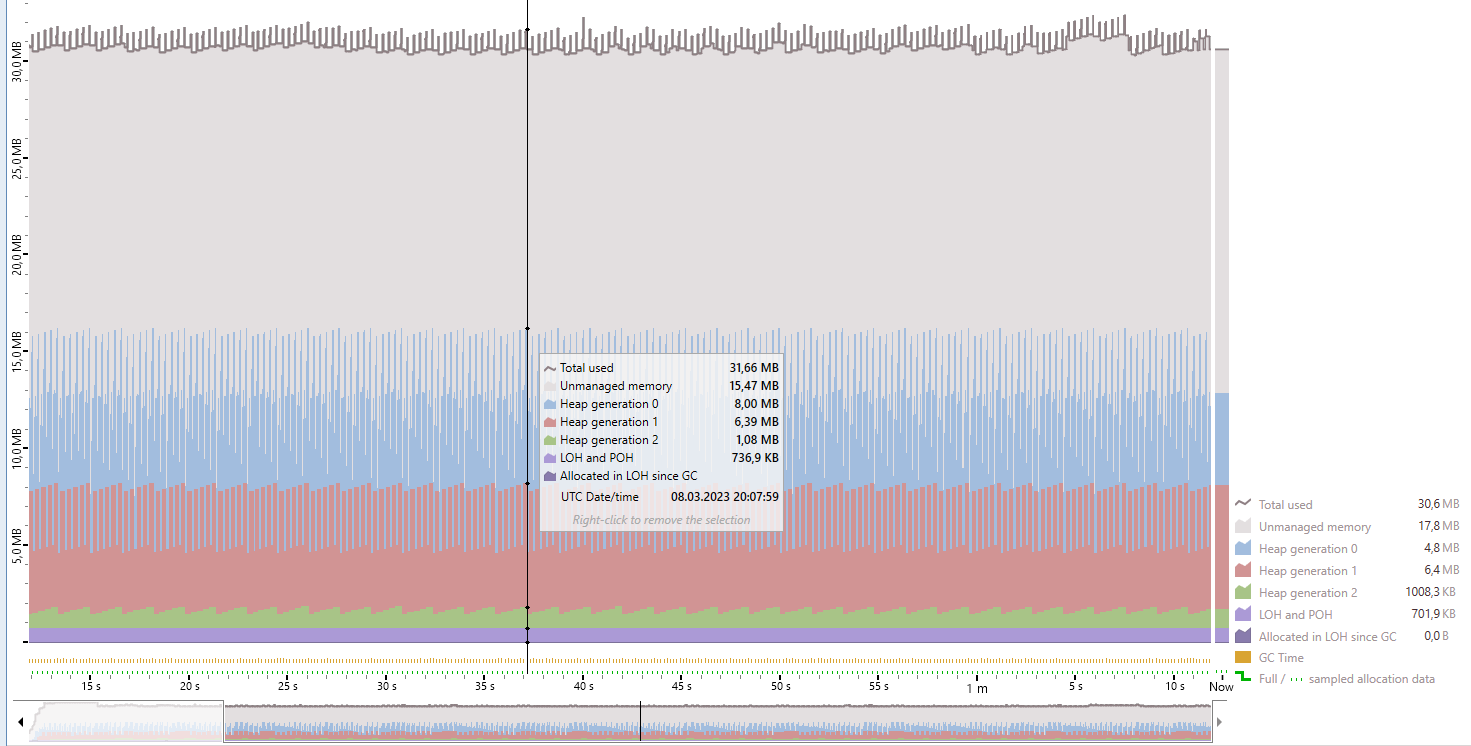 30,0 MB
25,0 MB
20,0 MB
15,0 MB
10,0 MB
5,0 MB
Total used 31,66 MB
Unmanaged memory 15,47 MB
Heap generation 0 8,00 MB
Heap generation 1 6,39 MB
Heap generation 2 1,08 MB
LOH and POH 736,9 KB
Allocated in LOH since GC
UTC Date/time 08.03.2023 20:07:59
Right-click to remove the selection
Total used 30,6 MB
Unmanaged memory 17,8 MB
Heap generation 0 4,8 MB
Heap generation 1 6,4 MB
Heap generation 2 1008,3 KB
LOH and POH 701,9 KB
Allocated in LOH since GC 0,0 B
GC Time
Full / sampled allocation data
15 s 20 s 25 s 30 s 35 s 40 s 45 s 50 s 55 s 1 m 5 s 10 s Now